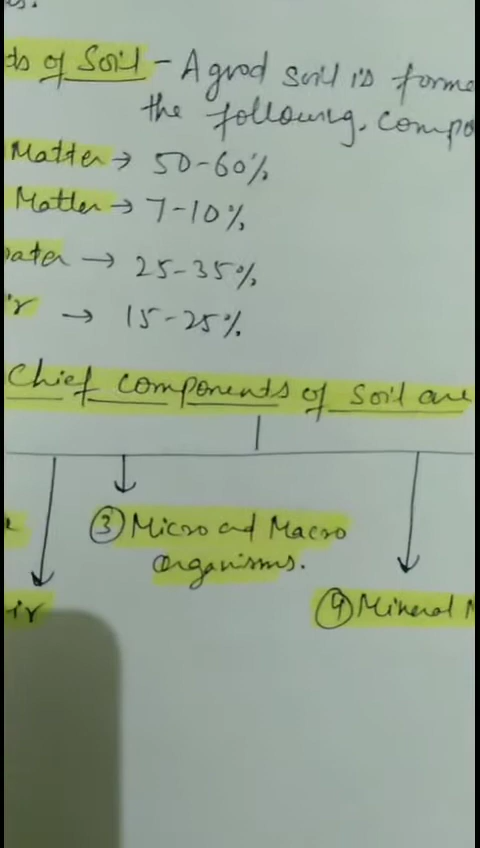 ds of Soil - A good soil is forme
the following. compo
Matter → 50-60%
Matter → 7-10%
ater → 25-35%
ir → 15-25%
Chief components of Soil are
③ Micro and Macro
Organisms.
ir
④ Mineral M